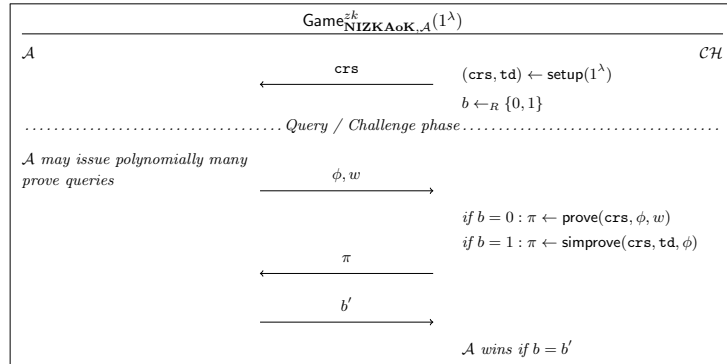 Game^{zk}_{NIZKAoK,𝒜}(1^λ)
𝒜 𝒞ℋ
crs (crs, td) ← setup(1^λ)
b ←_R {0, 1}
Query / Challenge phase
𝒜 may issue polynomially many
prove queries
ϕ, w
if b = 0 : π ← prove(crs, ϕ, w)
if b = 1 : π ← simprove(crs, td, ϕ)
π
b′
𝒜 wins if b = b′